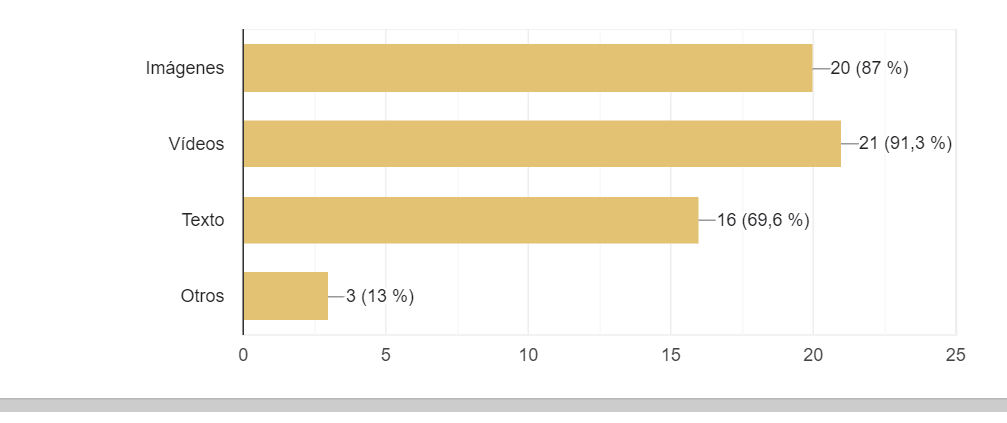 Imágenes 20 (87 %)
Vídeos 21 (91,3 %)
Texto 16 (69,6 %)
Otros 3 (13 %)
0 5 10 15 20 25